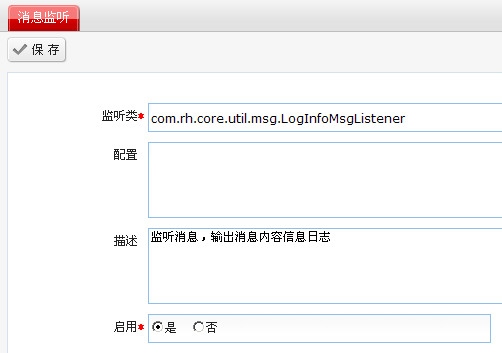 消息监听
保存
监听类* com.rh.core.util.msg.LogInfoMsgListener
配置
描述 监听消息，输出消息内容信息日志
启用* 是 否